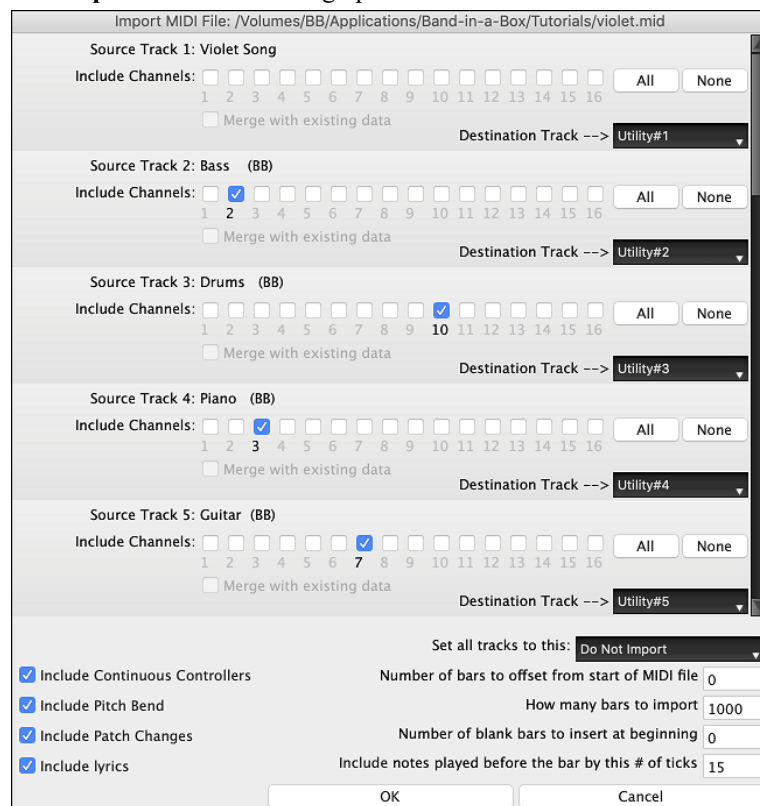 Import MIDI File: /Volumes/BB/Applications/Band-in-a-Box/Tutorials/violet.mid
Source Track 1: Violet Song
Include Channels: All None
1 2 3 4 5 6 7 8 9 10 11 12 13 14 15 16
Merge with existing data
Destination Track --> Utility#1
Source Track 2: Bass (BB)
Include Channels: All None
1 2 3 4 5 6 7 8 9 10 11 12 13 14 15 16
Merge with existing data
Destination Track --> Utility#2
Source Track 3: Drums (BB)
Include Channels: All None
1 2 3 4 5 6 7 8 9 10 11 12 13 14 15 16
Merge with existing data
Destination Track --> Utility#3
Source Track 4: Piano (BB)
Include Channels: All None
1 2 3 4 5 6 7 8 9 10 11 12 13 14 15 16
Merge with existing data
Destination Track --> Utility#4
Source Track 5: Guitar (BB)
Include Channels: All None
1 2 3 4 5 6 7 8 9 10 11 12 13 14 15 16
Merge with existing data
Destination Track --> Utility#5
Set all tracks to this: Do Not Import
Include Continuous Controllers Number of bars to offset from start of MIDI file 0
Include Pitch Bend How many bars to import 1000
Include Patch Changes Number of blank bars to insert at beginning 0
Include lyrics Include notes played before the bar by this # of ticks 15
OK Cancel